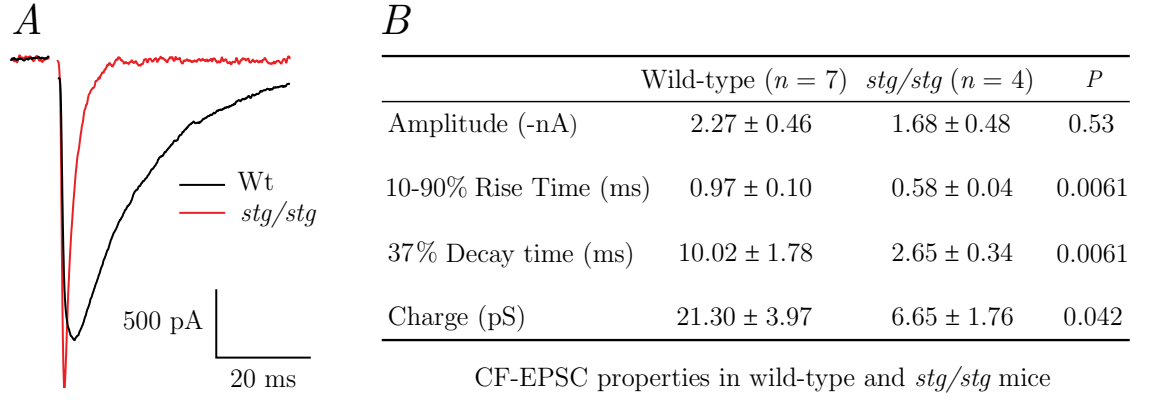 A
Wt
stg/stg
500 pA
20 ms
B
Wild-type (n = 7) stg/stg (n = 4) P
Amplitude (-nA) 2.27 ± 0.46 1.68 ± 0.48 0.53
10-90% Rise Time (ms) 0.97 ± 0.10 0.58 ± 0.04 0.0061
37% Decay time (ms) 10.02 ± 1.78 2.65 ± 0.34 0.0061
Charge (pS) 21.30 ± 3.97 6.65 ± 1.76 0.042
CF-EPSC properties in wild-type and stg/stg mice